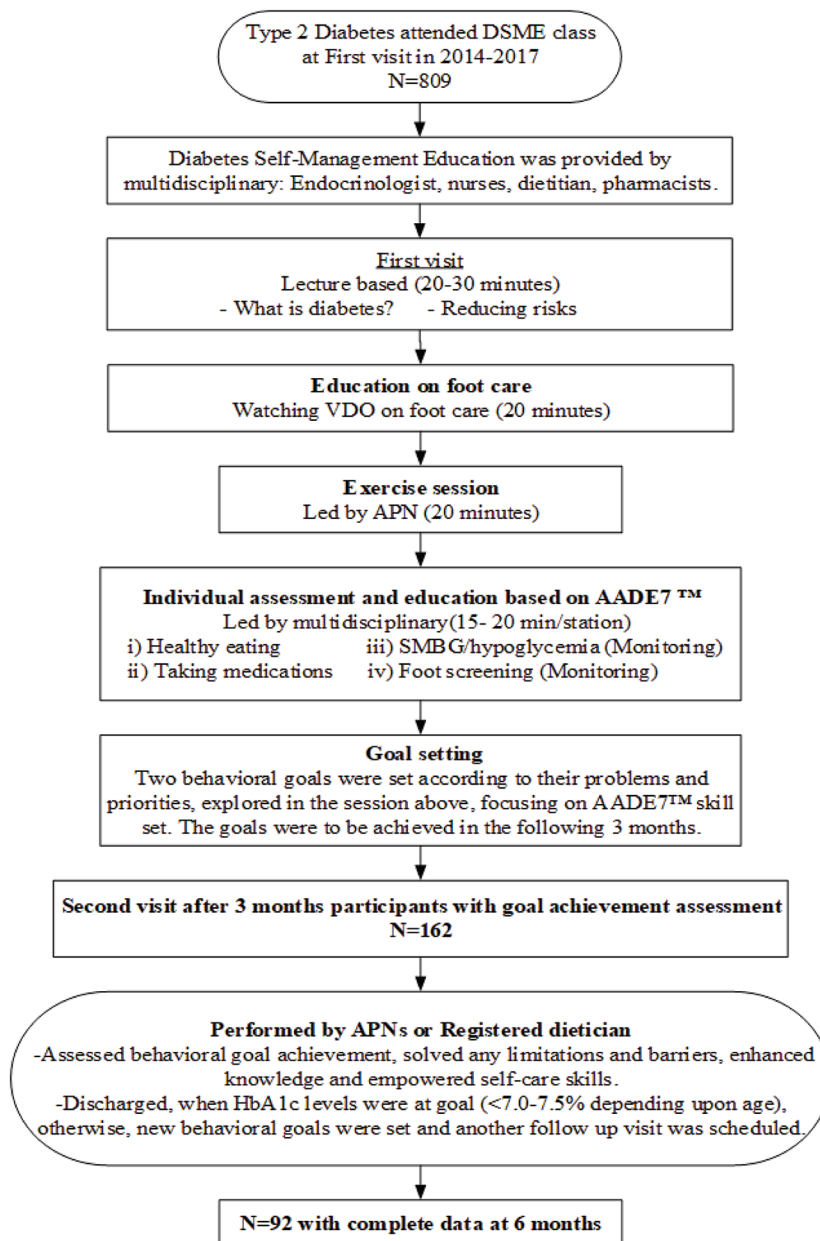 Type 2 Diabetes attended DSME class
at First visit in 2014-2017
N=809
Diabetes Self-Management Education was provided by
multidisciplinary: Endocrinologist, nurses, dietitian, pharmacists.
First visit
Lecture based (20-30 minutes)
- What is diabetes? - Reducing risks
Education on foot care
Watching VDO on foot care (20 minutes)
Exercise session
Led by APN (20 minutes)
Individual assessment and education based on AADE7 ™
Led by multidisciplinary(15- 20 min/station)
i) Healthy eating iii) SMBG/hypoglycemia (Monitoring)
ii) Taking medications iv) Foot screening (Monitoring)
Goal setting
Two behavioral goals were set according to their problems and
priorities, explored in the session above, focusing on AADE7™ skill
set. The goals were to be achieved in the following 3 months.
Second visit after 3 months participants with goal achievement assessment
N=162
Performed by APNs or Registered dietician
-Assessed behavioral goal achievement, solved any limitations and barriers, enhanced
knowledge and empowered self-care skills.
-Discharged, when HbA1c levels were at goal (<7.0-7.5% depending upon age),
otherwise, new behavioral goals were set and another follow up visit was scheduled.
N=92 with complete data at 6 months